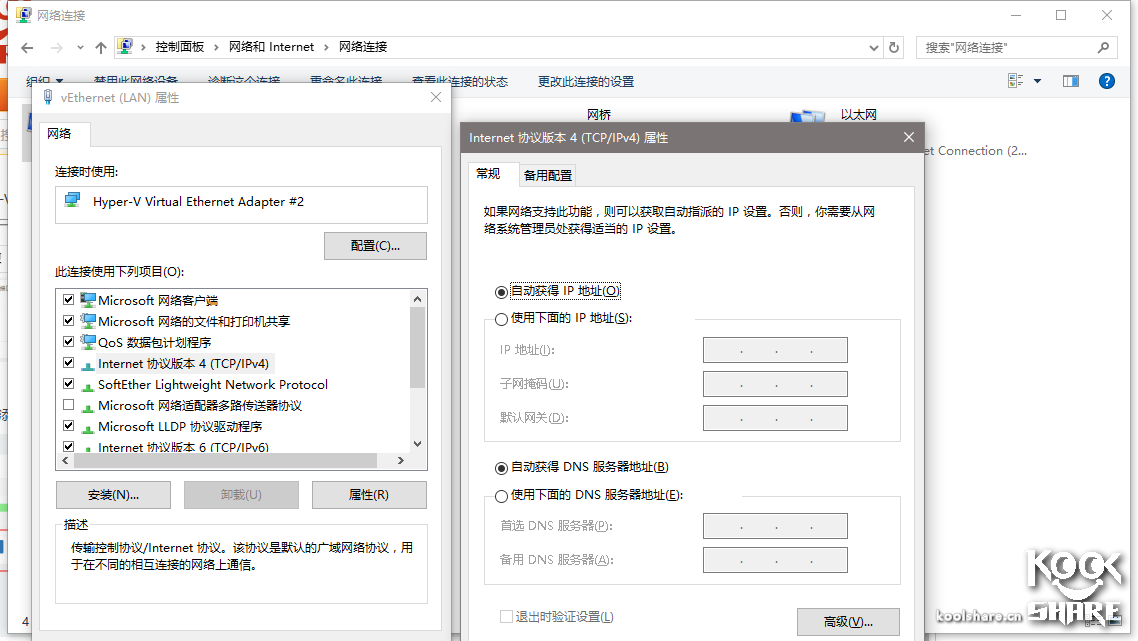 网络连接
控制面板 › 网络和 Internet › 网络连接
搜索"网络连接"
组织 禁用此网络设备 诊断这个连接 重命名此连接 查看此连接的状态 更改此连接的设置
网桥
以太网
et Connection (2...
vEthernet (LAN) 属性
网络
连接时使用:
Hyper-V Virtual Ethernet Adapter #2
配置(C)...
此连接使用下列项目(O):
Microsoft 网络客户端
Microsoft 网络的文件和打印机共享
QoS 数据包计划程序
Internet 协议版本 4 (TCP/IPv4)
SoftEther Lightweight Network Protocol
Microsoft 网络适配器多路传送器协议
Microsoft LLDP 协议驱动程序
Internet 协议版本 6 (TCP/IPv6)
安装(N)... 卸载(U) 属性(R)
描述
传输控制协议/Internet 协议。该协议是默认的广域网络协议，用
于在不同的相互连接的网络上通信。
4
Internet 协议版本 4 (TCP/IPv4) 属性
常规 备用配置
如果网络支持此功能，则可以获取自动指派的 IP 设置。否则，你需要从网
络系统管理员处获得适当的 IP 设置。
自动获得 IP 地址(O)
使用下面的 IP 地址(S):
IP 地址(I):
子网掩码(U):
默认网关(D):
自动获得 DNS 服务器地址(B)
使用下面的 DNS 服务器地址(E):
首选 DNS 服务器(P):
备用 DNS 服务器(A):
退出时验证设置(L)
高级(V)...
koolshare.cn
KOOL
SHARE